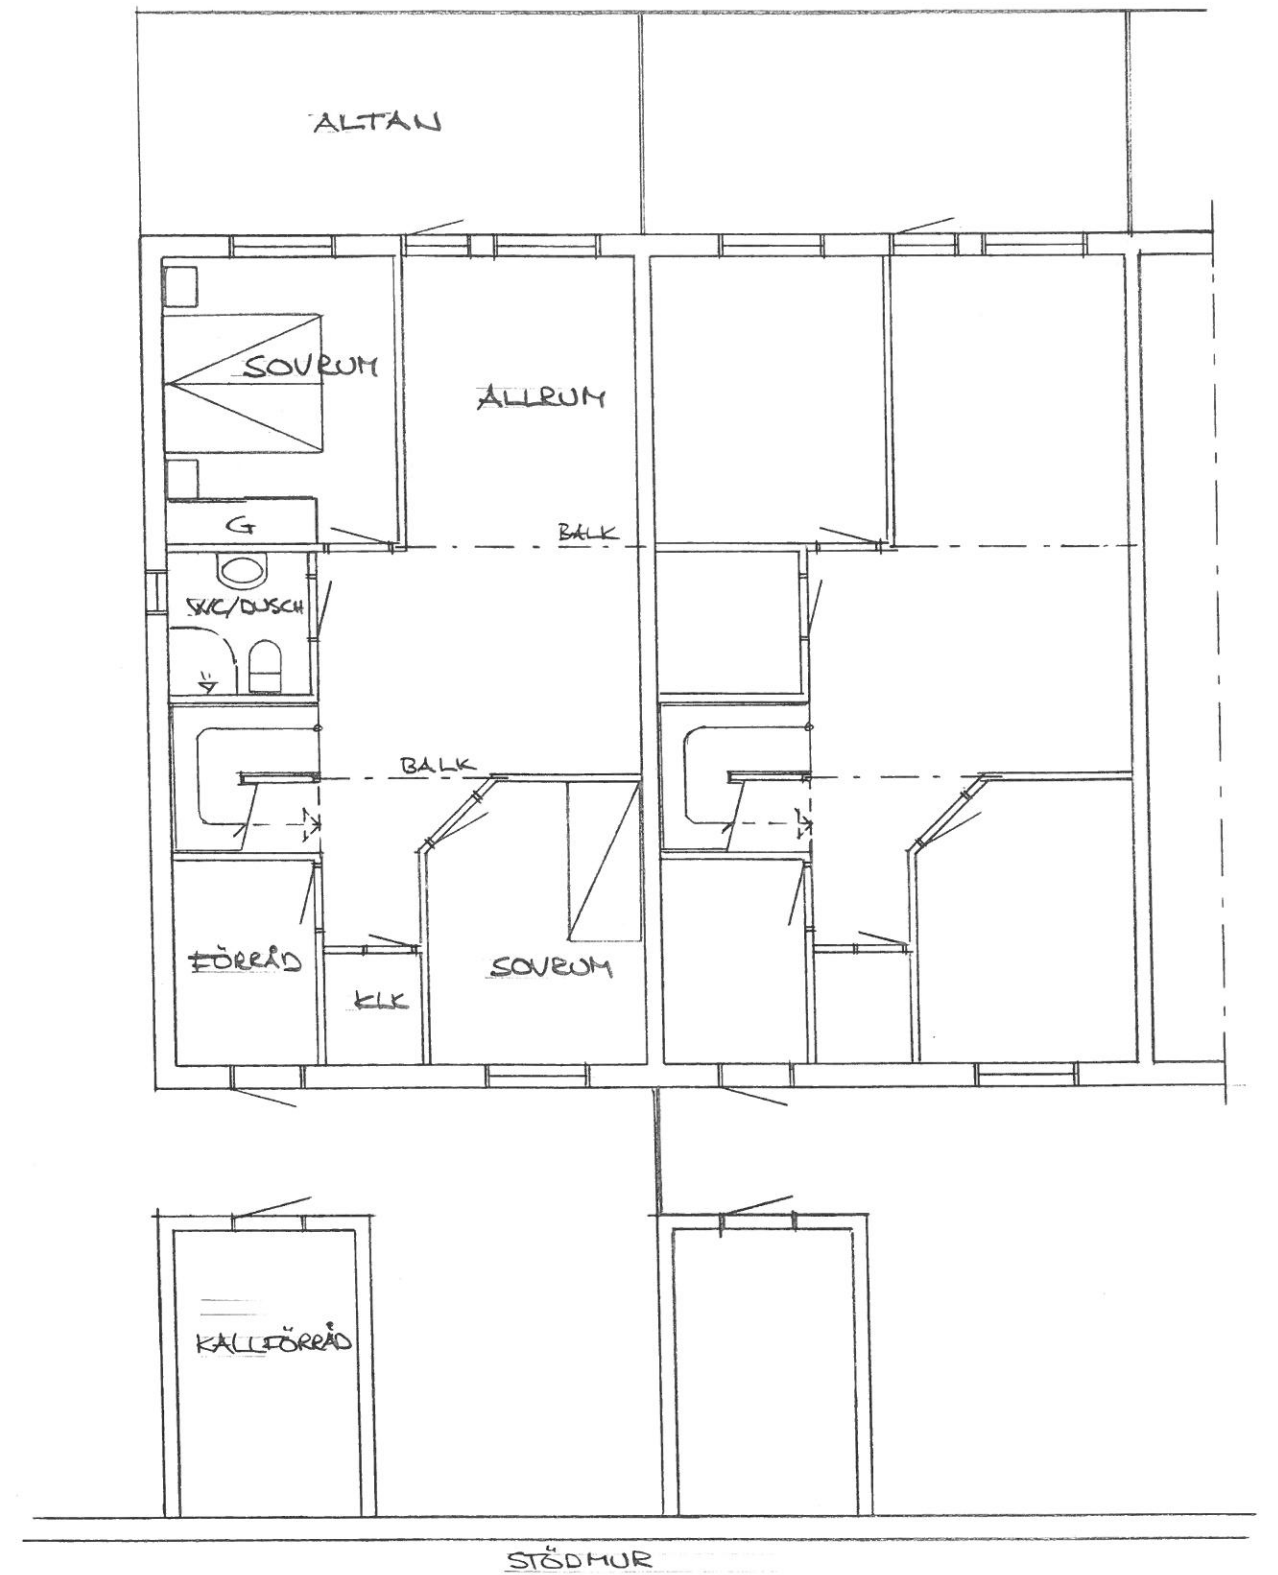 ALTAN
SOVRUM
ALLRUM
G
BALK
WC/DUSCH
BALK
FÖRRÅD
SOVRUM
KLK
KALLFÖRRÅD
STÖDMUR